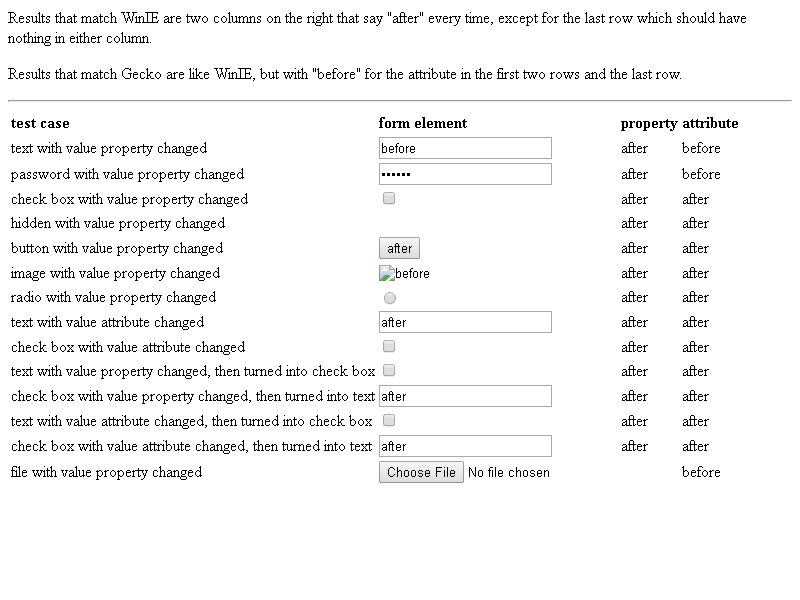 Results that match WinIE are two columns on the right that say "after" every time, except for the last row which should have
nothing in either column.
Results that match Gecko are like WinIE, but with "before" for the attribute in the first two rows and the last row.
test case form element property attribute
text with value property changed before after before
password with value property changed •••••• after before
check box with value property changed after after
hidden with value property changed after after
button with value property changed after after after
image with value property changed before after after
radio with value property changed after after
text with value attribute changed after after after
check box with value attribute changed after after
text with value property changed, then turned into check box after after
check box with value property changed, then turned into text after after after
text with value attribute changed, then turned into check box after after
check box with value attribute changed, then turned into text after after after
file with value property changed Choose File No file chosen before